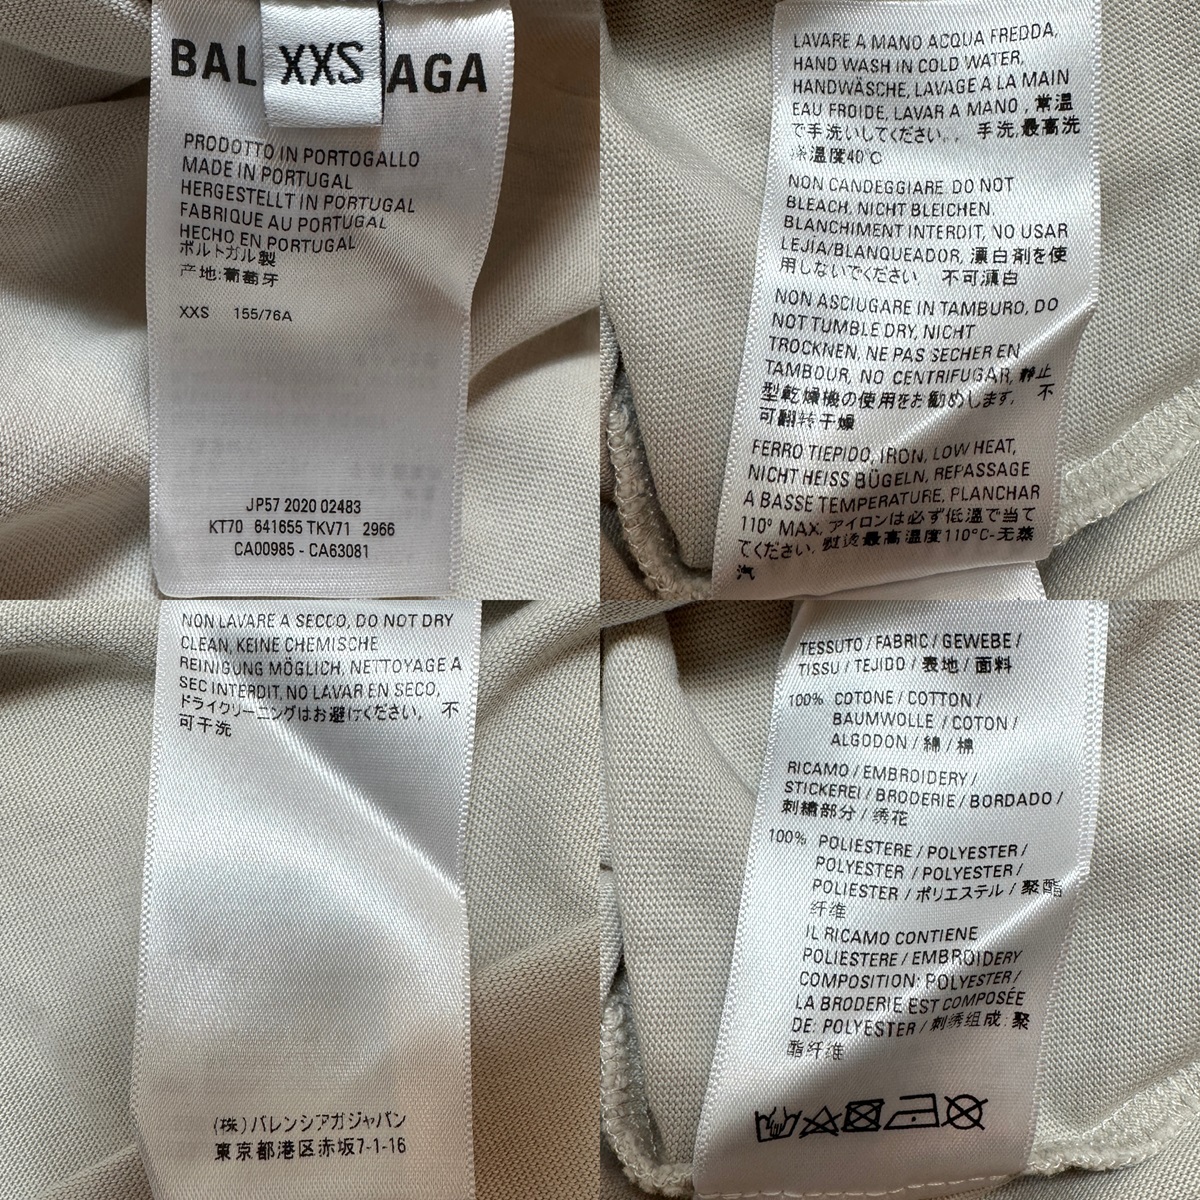 BAL
XXS
AGA
PRODOTTO IN PORTOGALLO
MADE IN PORTUGAL
HERGESTELLT IN PORTUGAL
FABRIQUE AU PORTUGAL
HECHO EN PORTUGAL
ポルトガル製
产地:葡萄牙
XXS 155/76A
JP57 2020 02483
KT70 641655 TKV71 2966
CA00985 - CA63081
LAVARE A MANO ACQUA FREDDA,
HAND WASH IN COLD WATER,
HANDWÄSCHE, LAVAGE A LA MAIN
EAU FROIDE, LAVAR A MANO , 常温
で手洗いしてください。, 手洗,最高洗
涤温度40℃
NON CANDEGGIARE, DO NOT
BLEACH, NICHT BLEICHEN,
BLANCHIMENT INTERDIT, NO USAR
LEJIA/BLANQUEADOR, 漂白剤を使
用しないでください, 不可漂白
NON ASCIUGARE IN TAMBURO, DO
NOT TUMBLE DRY, NICHT
TROCKNEN, NE PAS SECHER EN
TAMBOUR, NO CENTRIFUGAR, 静止
型乾燥機の使用をお勧めします, 不
可翻转干燥
FERRO TIEPIDO, IRON, LOW HEAT,
NICHT HEISS BÜGELN, REPASSAGE
A BASSE TEMPERATURE, PLANCHAR
110° MAX, アイロンは必ず低温で当て
てください, 熨烫最高温度110°C-无蒸
汽
NON LAVARE A SECCO, DO NOT DRY
CLEAN, KEINE CHEMISCHE
REINIGUNG MÖGLICH, NETTOYAGE A
SEC INTERDIT, NO LAVAR EN SECO,
ドライクリーニングはお避けください, 不
可干洗
(株)バレンシアガジャパン
東京都港区赤坂7-1-16
TESSUTO / FABRIC / GEWEBE /
TISSU / TEJIDO / 表地 / 面料
100% COTONE / COTTON /
BAUMWOLLE / COTON /
ALGODON / 綿 / 棉
RICAMO / EMBROIDERY /
STICKEREI / BRODERIE / BORDADO /
刺繍部分 / 绣花
100% POLIESTERE / POLYESTER /
POLYESTER / POLYESTER /
POLIESTER / ポリエステル / 聚酯
纤维
IL RICAMO CONTIENE
POLIESTERE / EMBROIDERY
COMPOSITION: POLYESTER /
LA BRODERIE EST COMPOSÉE
DE: POLYESTER / 刺绣组成: 聚
酯纤维